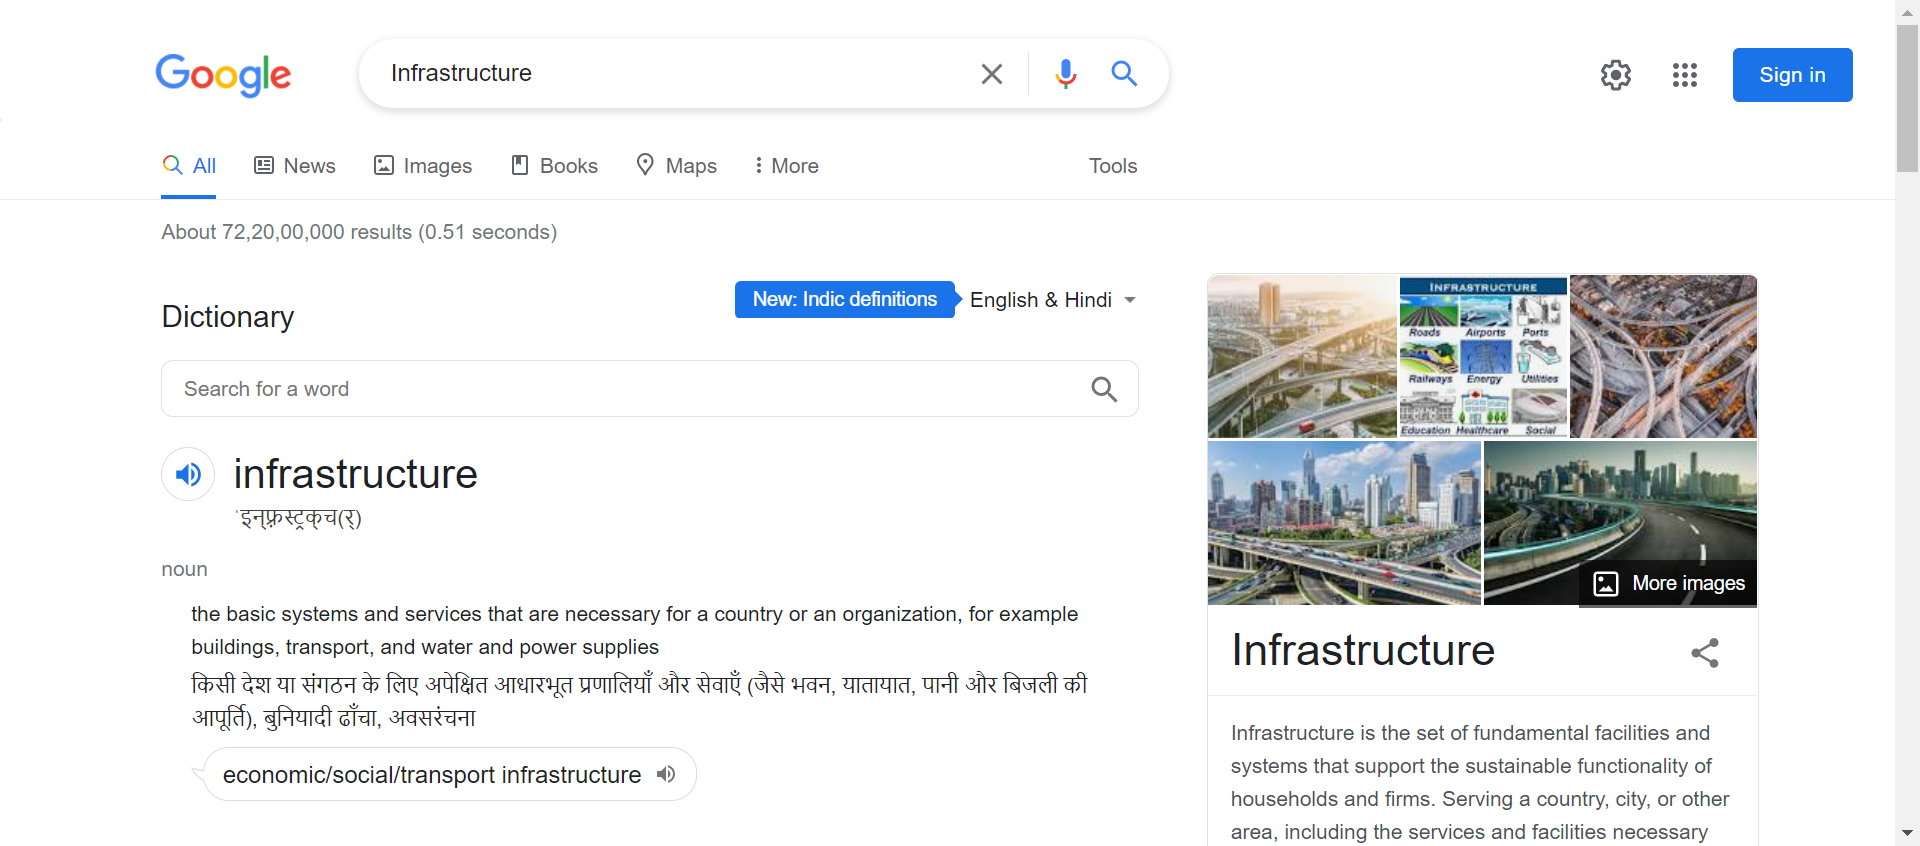 Google
Infrastructure
Sign in
All
News
Images
Books
Maps
More
Tools
About 72,20,00,000 results (0.51 seconds)
Dictionary
New: Indic definitions
English & Hindi
Search for a word
infrastructure
ˈइन्फ़्रस्ट्रक्च(र्)
noun
the basic systems and services that are necessary for a country or an organization, for example
buildings, transport, and water and power supplies
किसी देश या संगठन के लिए अपेक्षित आधारभूत प्रणालियाँ और सेवाएँ (जैसे भवन, यातायात, पानी और बिजली की
आपूर्ति), बुनियादी ढाँचा, अवसरंचना
economic/social/transport infrastructure
INFRASTRUCTURE
Roads Airports Ports
Railways Energy Utilities
Education Healthcare Social
More images
Infrastructure
Infrastructure is the set of fundamental facilities and
systems that support the sustainable functionality of
households and firms. Serving a country, city, or other
area, including the services and facilities necessary